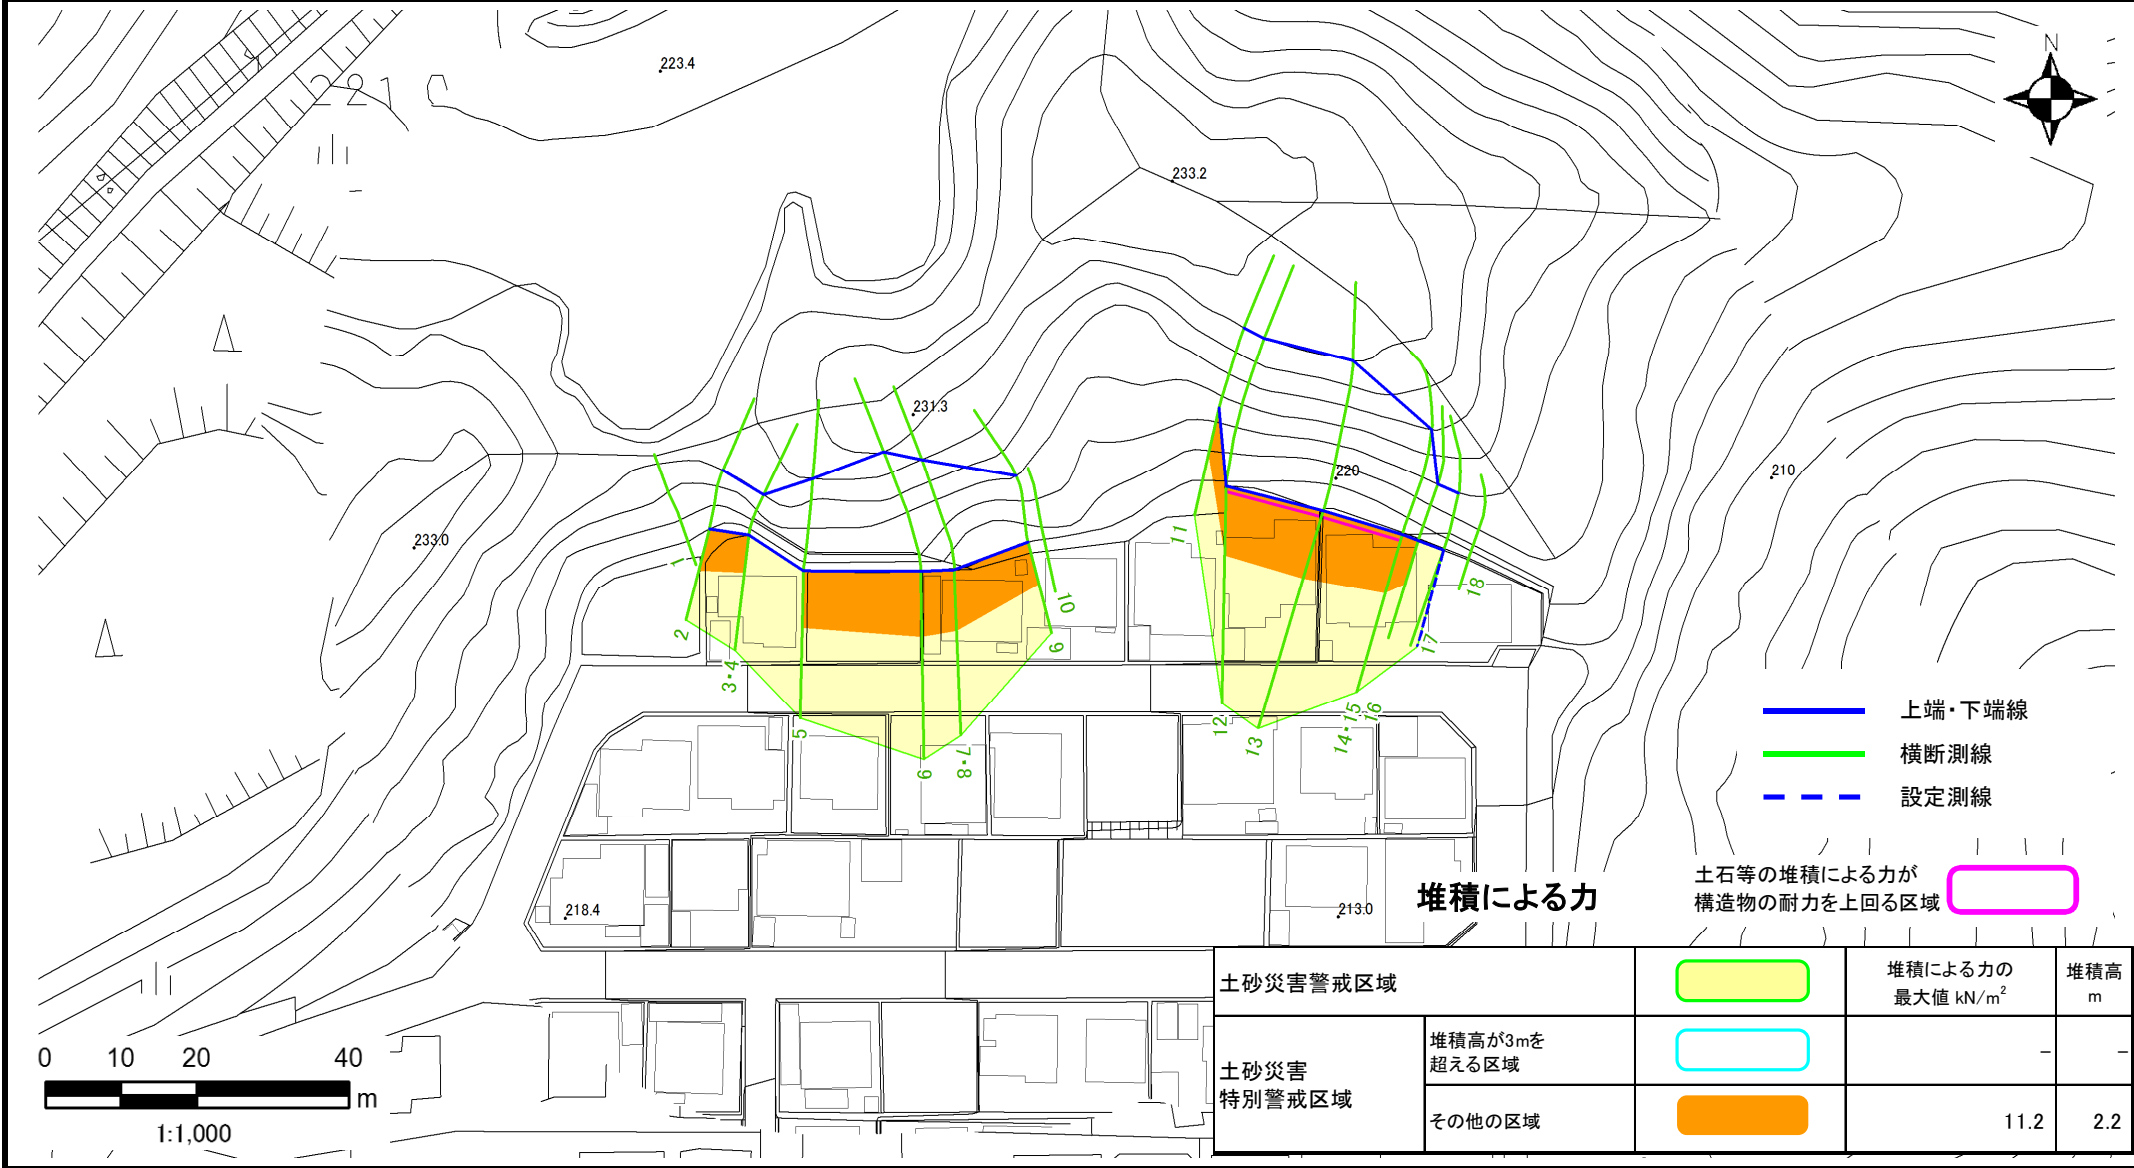 223.4
N
233.2
231.3
220
210
233.0
11
1
18
10
2
17
9
3・4
15
16
12
14・
13
5
6
7
8・
上端・下端線
横断測線
設定測線
土石等の堆積による力が
構造物の耐力を上回る区域
堆積による力
218.4
213.0
土砂災害警戒区域
堆積による力の
最大値 kN/m²
堆積高
m
土砂災害
特別警戒区域
堆積高が3mを
超える区域
－
－
その他の区域
11.2
2.2
0 10 20 40
m
1:1,000